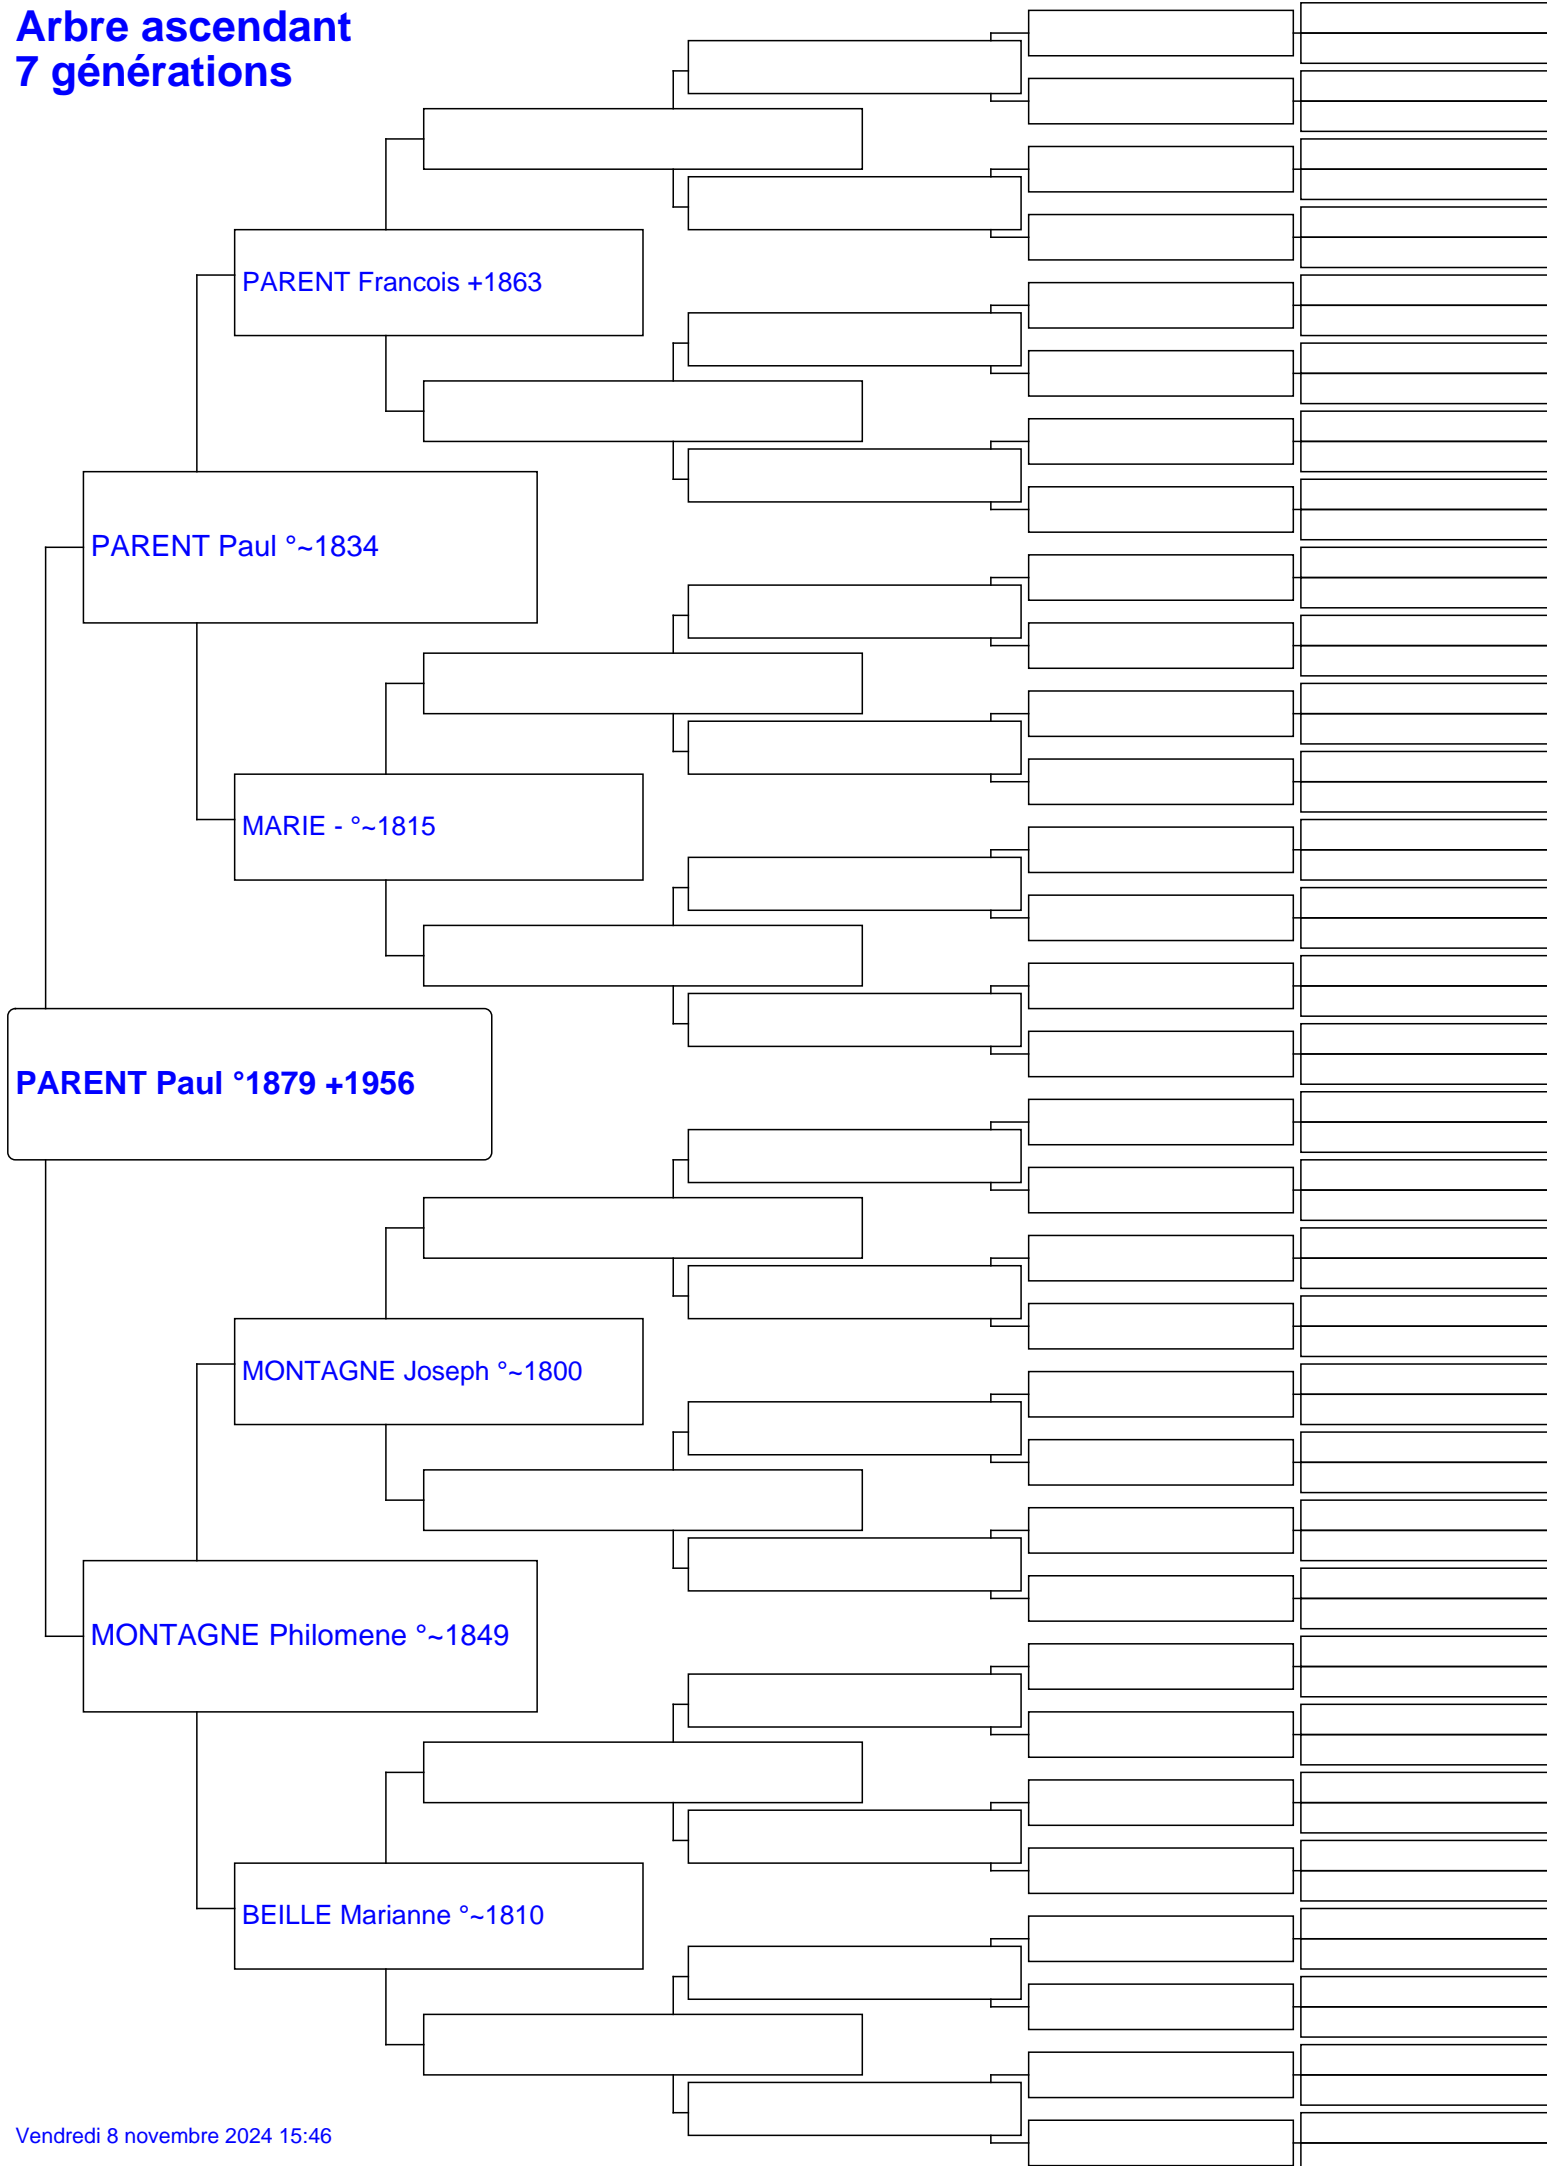 Arbre ascendant
7 générations
PARENT Francois +1863
PARENT Paul °~1834
MARIE - °~1815
PARENT Paul °1879 +1956
MONTAGNE Joseph °~1800
MONTAGNE Philomene °~1849
BEILLE Marianne °~1810
Vendredi 8 novembre 2024 15:46